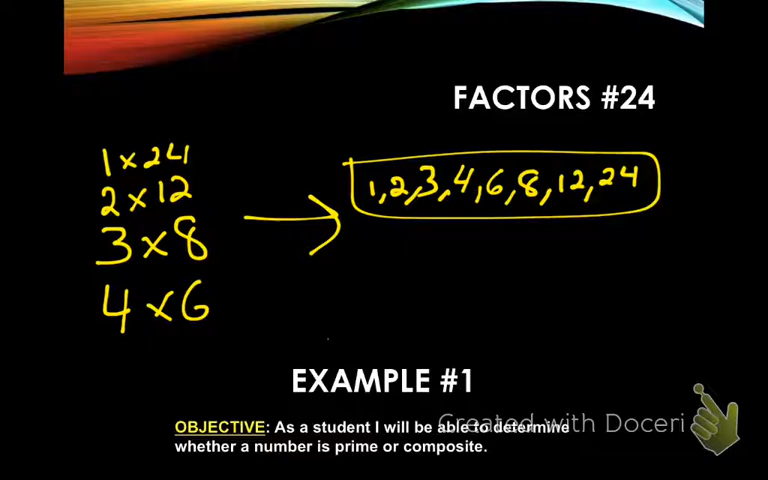 FACTORS #24
1 x 24
2 x 12
3 x 8
4 x 6
1, 2, 3, 4, 6, 8, 12, 24
EXAMPLE #1
OBJECTIVE: As a student I will be able to determine
whether a number is prime or composite.
Created with Doceri